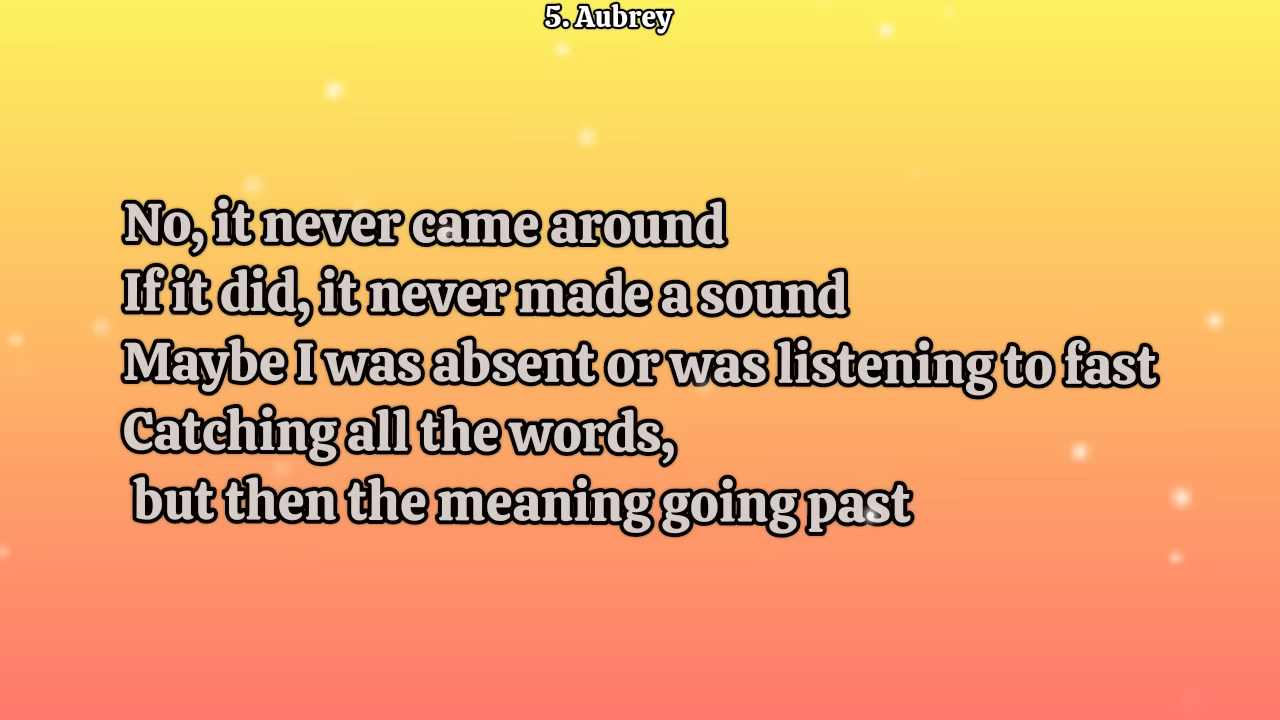 5. Aubrey
No, it never came around
If it did, it never made a sound
Maybe I was absent or was listening to fast
Catching all the words,
but then the meaning going past